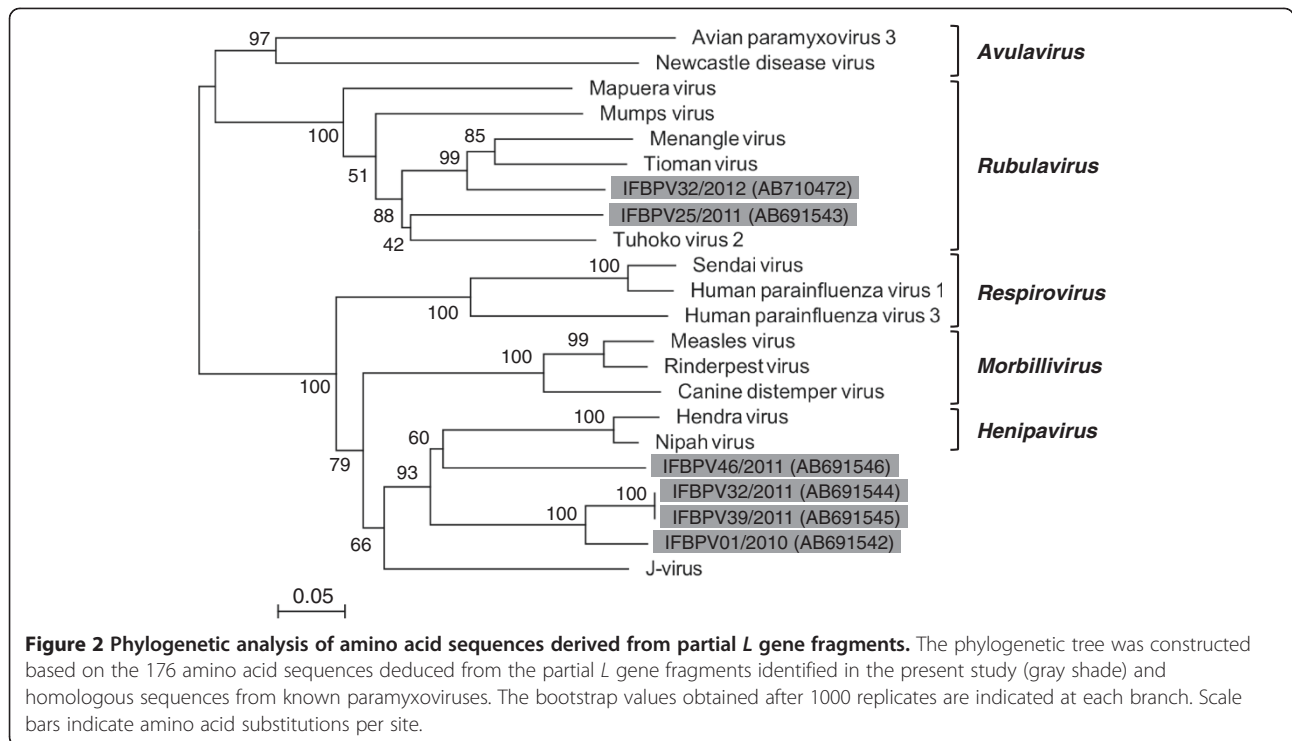 97
Avian paramyxovirus 3
Newcastle disease virus
Avulavirus
Mapuera virus
100
Mumps virus
51
85
Menangle virus
99
Tioman virus
IFBPV32/2012 (AB710472)
88
IFBPV25/2011 (AB691543)
42
Tuhoko virus 2
Rubulavirus
100
Sendai virus
Human parainfluenza virus 1
100
Human parainfluenza virus 3
Respirovirus
100
99
Measles virus
100
Rinderpest virus
Canine distemper virus
Morbillivirus
100
Hendra virus
60
Nipah virus
Henipavirus
79
93
IFBPV46/2011 (AB691546)
100
IFBPV32/2011 (AB691544)
100
IFBPV39/2011 (AB691545)
IFBPV01/2010 (AB691542)
66
J-virus
0.05
Figure 2 Phylogenetic analysis of amino acid sequences derived from partial L gene fragments. The phylogenetic tree was constructed
based on the 176 amino acid sequences deduced from the partial L gene fragments identified in the present study (gray shade) and
homologous sequences from known paramyxoviruses. The bootstrap values obtained after 1000 replicates are indicated at each branch. Scale
bars indicate amino acid substitutions per site.